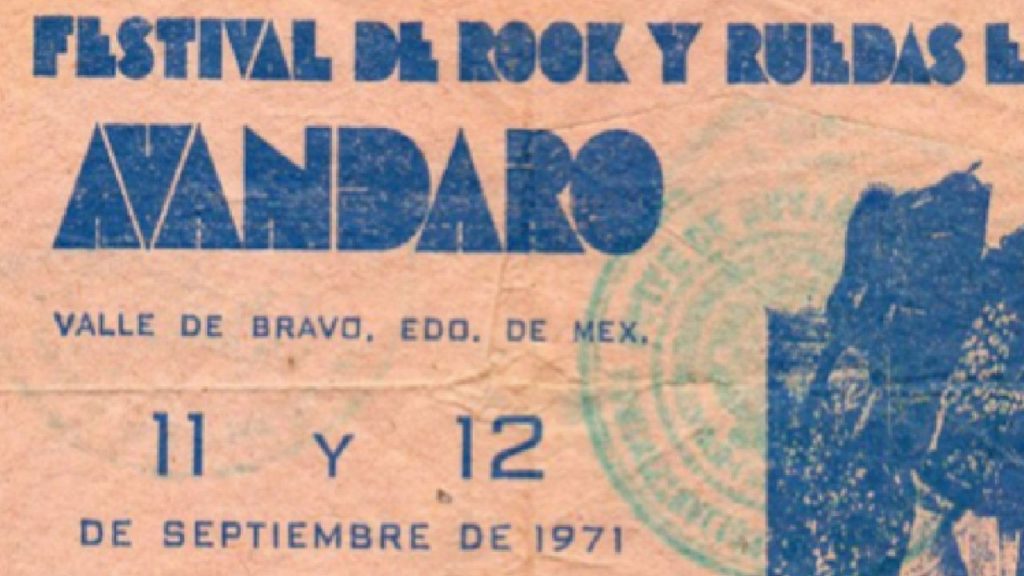 FESTIVAL DE ROCK Y RUEDAS E
AVANDARO
VALLE DE BRAVO, EDO. DE MEX.
11 Y 12
DE SEPTIEMBRE DE 1971